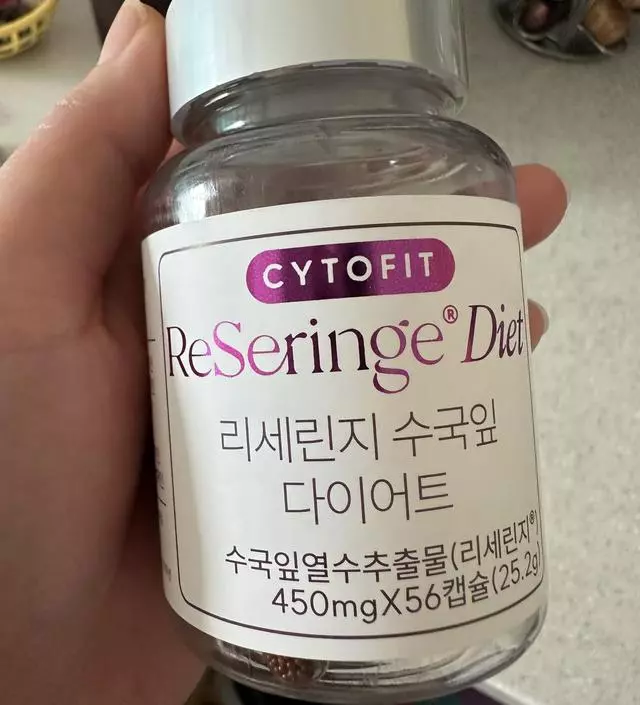 CYTOFIT
ReSeringe® Diet
리세린지 수국잎
다이어트
수국잎열수추출물(리세린지®)
450mgX56캡슐(25.2g)